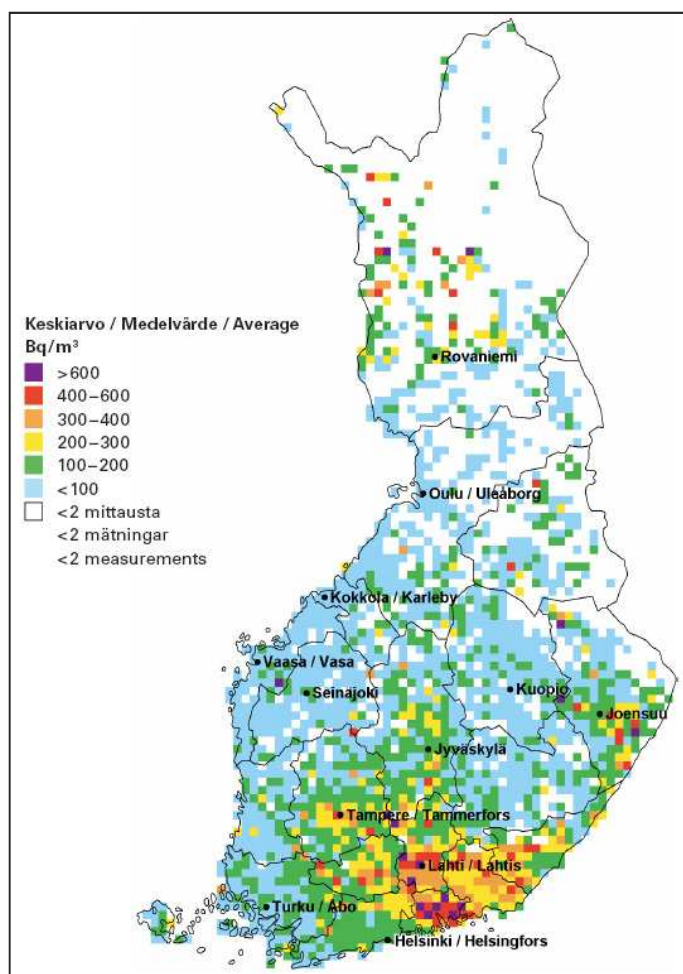 Keskiarvo / Medelvärde / Average
Bq/m³
>600
400–600
300–400
200–300
100–200
<100
<2 mittausta
<2 mätningar
<2 measurements
Rovaniemi
Oulu / Uleåborg
Kokkola / Karleby
Vaasa / Vasa
Seinäjoki
Kuopio
Joensuu
Jyväskylä
Tampere / Tammerfors
Lahti / Lahtis
Turku / Åbo
Helsinki / Helsingfors